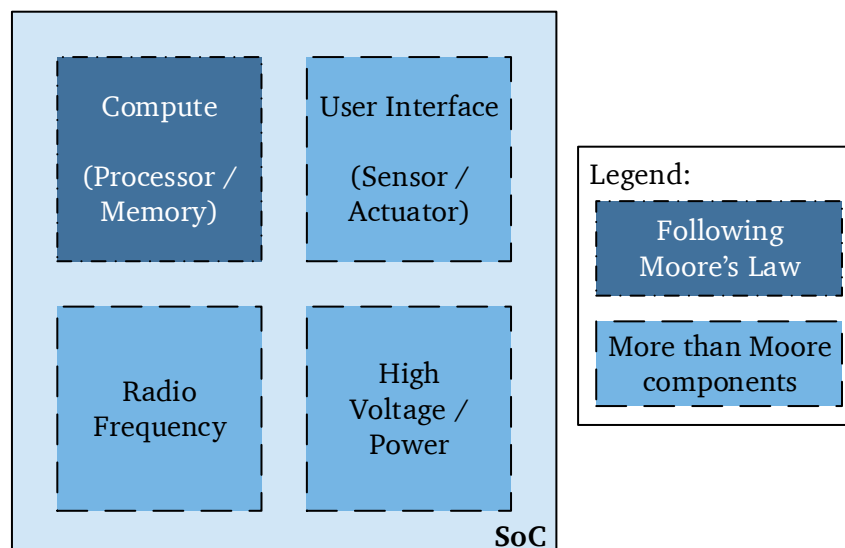 Compute
(Processor /
Memory)
User Interface
(Sensor /
Actuator)
Radio
Frequency
High
Voltage /
Power
SoC
Legend:
Following
Moore’s Law
More than Moore
components